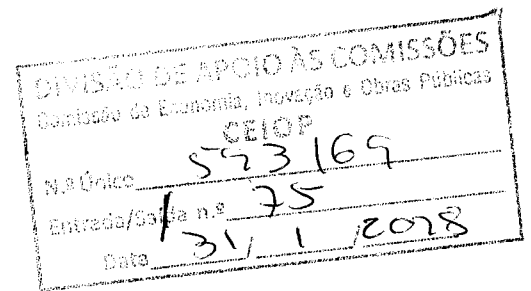 DIVISÃO DE APOIO ÀS COMISSÕES
Comissão de Economia, Inovação e Obras Públicas
CEIOP
N.º Único 593169
Entrada/Saída n.º 75
Data 31/ 1 /2018